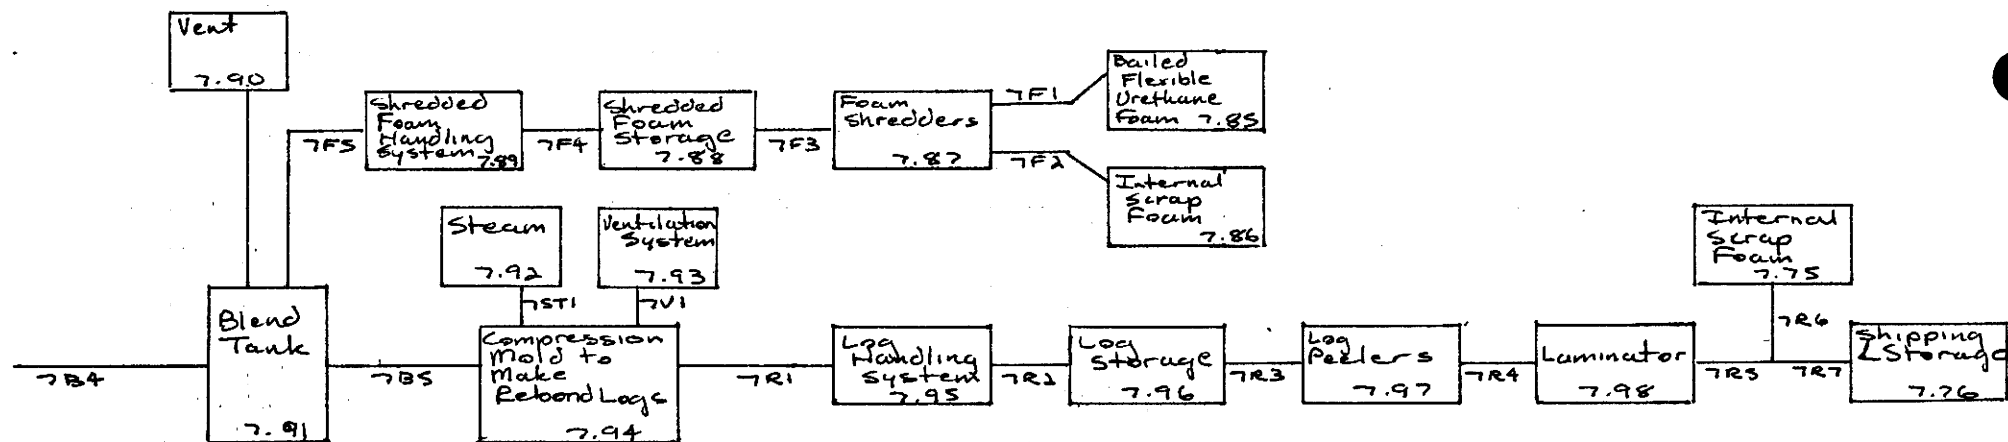 Vent
7.90
Shredded
Foam
Handling
System 7.89
Shredded
Foam
Storage
7.88
Foam
Shredders
7.87
Bailed
Flexible
Urethane
Foam 7.85
7F5
7F4
7F3
7F1
7F2
Internal
Scrap
Foam
7.86
Steam
7.92
Ventilation
System
7.93
7ST1
7V1
Internal
Scrap
Foam
7.75
7R6
Blend
Tank
7.91
Compression
Mold to
Make
Rebond Logs
7.94
Log
Handling
System
7.95
Log
Storage
7.96
Log
Peelers
7.97
Laminator
7.98
Shipping
& Storage
7.76
7B4
7B5
7R1
7R2
7R3
7R4
7R5
7R7